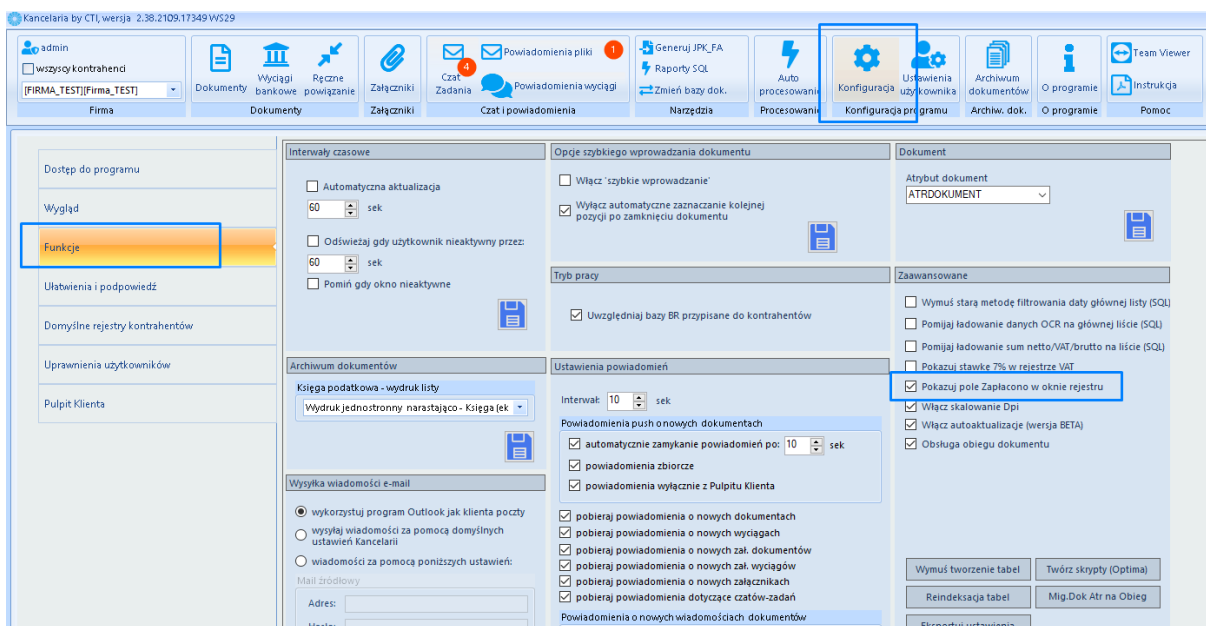 Kancelaria by CTI, wersja 2.38.2109.17349 WS29
admin
wszyscy kontrahenci
[FIRMA_TEST][Firma_TEST]
Firma
Dokumenty
Wyciągi bankowe
Ręczne powiązanie
Dokumenty
Załączniki
Załączniki
4
Czat Zadania
Powiadomienia pliki
1
Powiadomienia wyciągi
Czat i powiadomienia
Generuj JPK_FA
Raporty SQL
Zmień bazy dok.
Narzędzia
Auto procesowanie
Procesowanie
Konfiguracja
Ustawienia użytkownika
Konfiguracja programu
Archiwum dokumentów
Archiw. dok.
O programie
O programie
Team Viewer
Instrukcja
Pomoc
Dostęp do programu
Wygląd
Funkcje
Ułatwienia i podpowiedź
Domyślne rejestry kontrahentów
Uprawnienia użytkowników
Pulpit Klienta
Interwały czasowe
Automatyczna aktualizacja
60 sek
Odśwież gdy użytkownik nieaktywny przez:
60 sek
Pomiń gdy okno nieaktywne
Archiwum dokumentów
Księga podatkowa - wydruk listy
Wydruk jednostronny narastająco - Księga (ek
Wysyłka wiadomości e-mail
wykorzystuj program Outlook jak klienta poczty
wysyłaj wiadomości za pomocą domyślnych
ustawień Kancelarii
wiadomości za pomocą poniższych ustawień:
Mail źródłowy
Adres:
Opcje szybkiego wprowadzania dokumentu
Włącz 'szybkie wprowadzanie'
Wyłącz automatyczne zaznaczanie kolejnej
pozycji po zamknięciu dokumentu
Tryb pracy
Uwzględniaj bazy BR przypisane do kontrahentów
Ustawienia powiadomień
Interwał: 10 sek
Powiadomienia push o nowych dokumentach
automatycznie zamykanie powiadomień po: 10 sek
powiadomienia zbiorcze
powiadomienia wyłącznie z Pulpitu Klienta
pobieraj powiadomienia o nowych dokumentach
pobieraj powiadomienia o nowych wyciągach
pobieraj powiadomienia o nowych zał. dokumentów
pobieraj powiadomienia o nowych zał. wyciągów
pobieraj powiadomienia o nowych załącznikach
pobieraj powiadomienia dotyczące czatów-zadań
Powiadomienia o nowych wiadomościach dokumentów
Dokument
Atrybut dokument
ATRDOKUMENT
Zaawansowane
Wymuś starą metodę filtrowania daty głównej listy (SQL)
Pomijaj ładowanie danych OCR na głównej liście (SQL)
Pomijaj ładowanie sum netto/VAT/brutto na liście (SQL)
Pokazuj stawkę 7% w rejestrze VAT
Pokazuj pole Zapłacono w oknie rejestru
Włącz skalowanie Dpi
Włącz autoaktualizacje (wersja BETA)
Obsługa obiegu dokumentu
Wymuś tworzenie tabel
Twórz skrypty (Optima)
Reindeksacja tabel
Mig.Dok Atr na Obieg
Eksportuj ustawienia